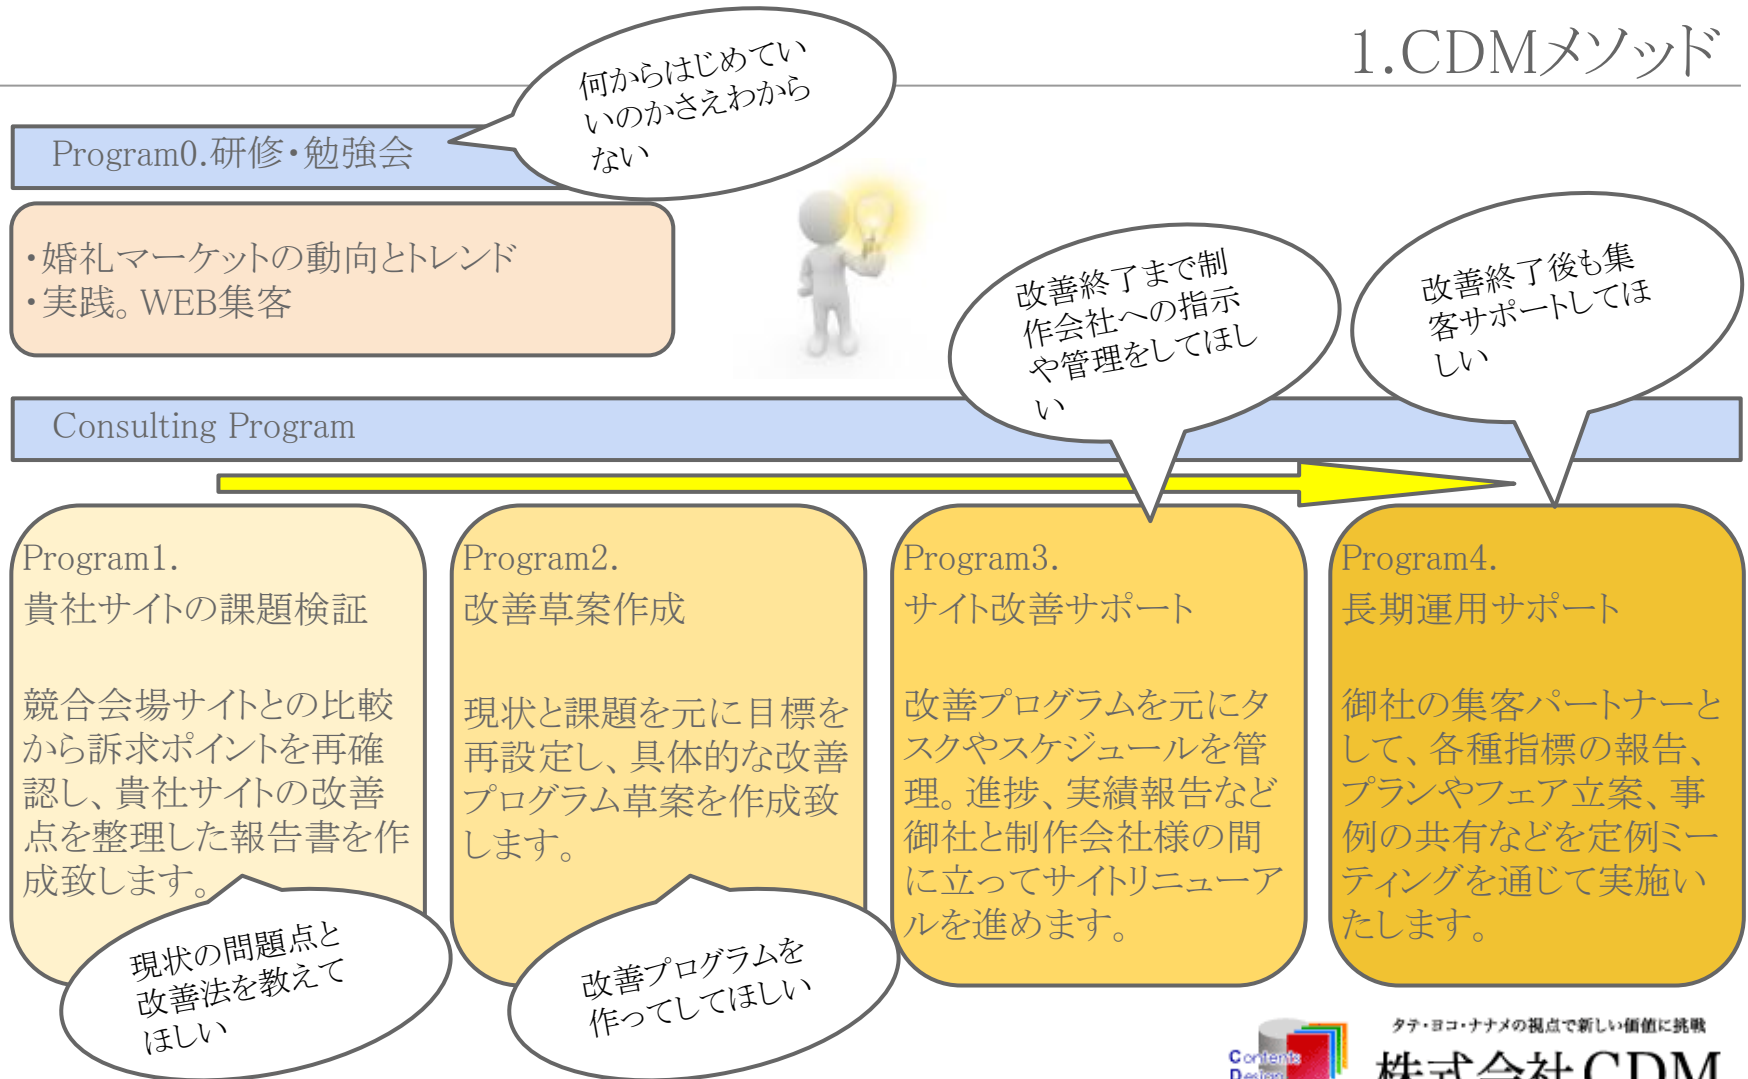 1.CDMメソッド
何からはじめてい
いのかさえわから
ない
Program0.研修・勉強会
・婚礼マーケットの動向とトレンド
・実践。WEB集客
改善終了まで制
作会社への指示
や管理をしてほし
い
改善終了後も集
客サポートしてほ
しい
Consulting Program
Program1.
貴社サイトの課題検証
競合会場サイトとの比較
から訴求ポイントを再確
認し、貴社サイトの改善
点を整理した報告書を作
成致します。
現状の問題点と
改善法を教えて
ほしい
Program2.
改善草案作成
現状と課題を元に目標を
再設定し、具体的な改善
プログラム草案を作成致
します。
改善プログラムを
作ってしてほしい
Program3.
サイト改善サポート
改善プログラムを元にタ
スクやスケジュールを管
理。進捗、実績報告など
御社と制作会社様の間
に立ってサイトリニューア
ルを進めます。
Program4.
長期運用サポート
御社の集客パートナーと
して、各種指標の報告、
プランやフェア立案、事
例の共有などを定例ミー
ティングを通じて実施い
たします。
Contents
Design
タテ・ヨコ・ナナメの視点で新しい価値に挑戦
株式会社CDM